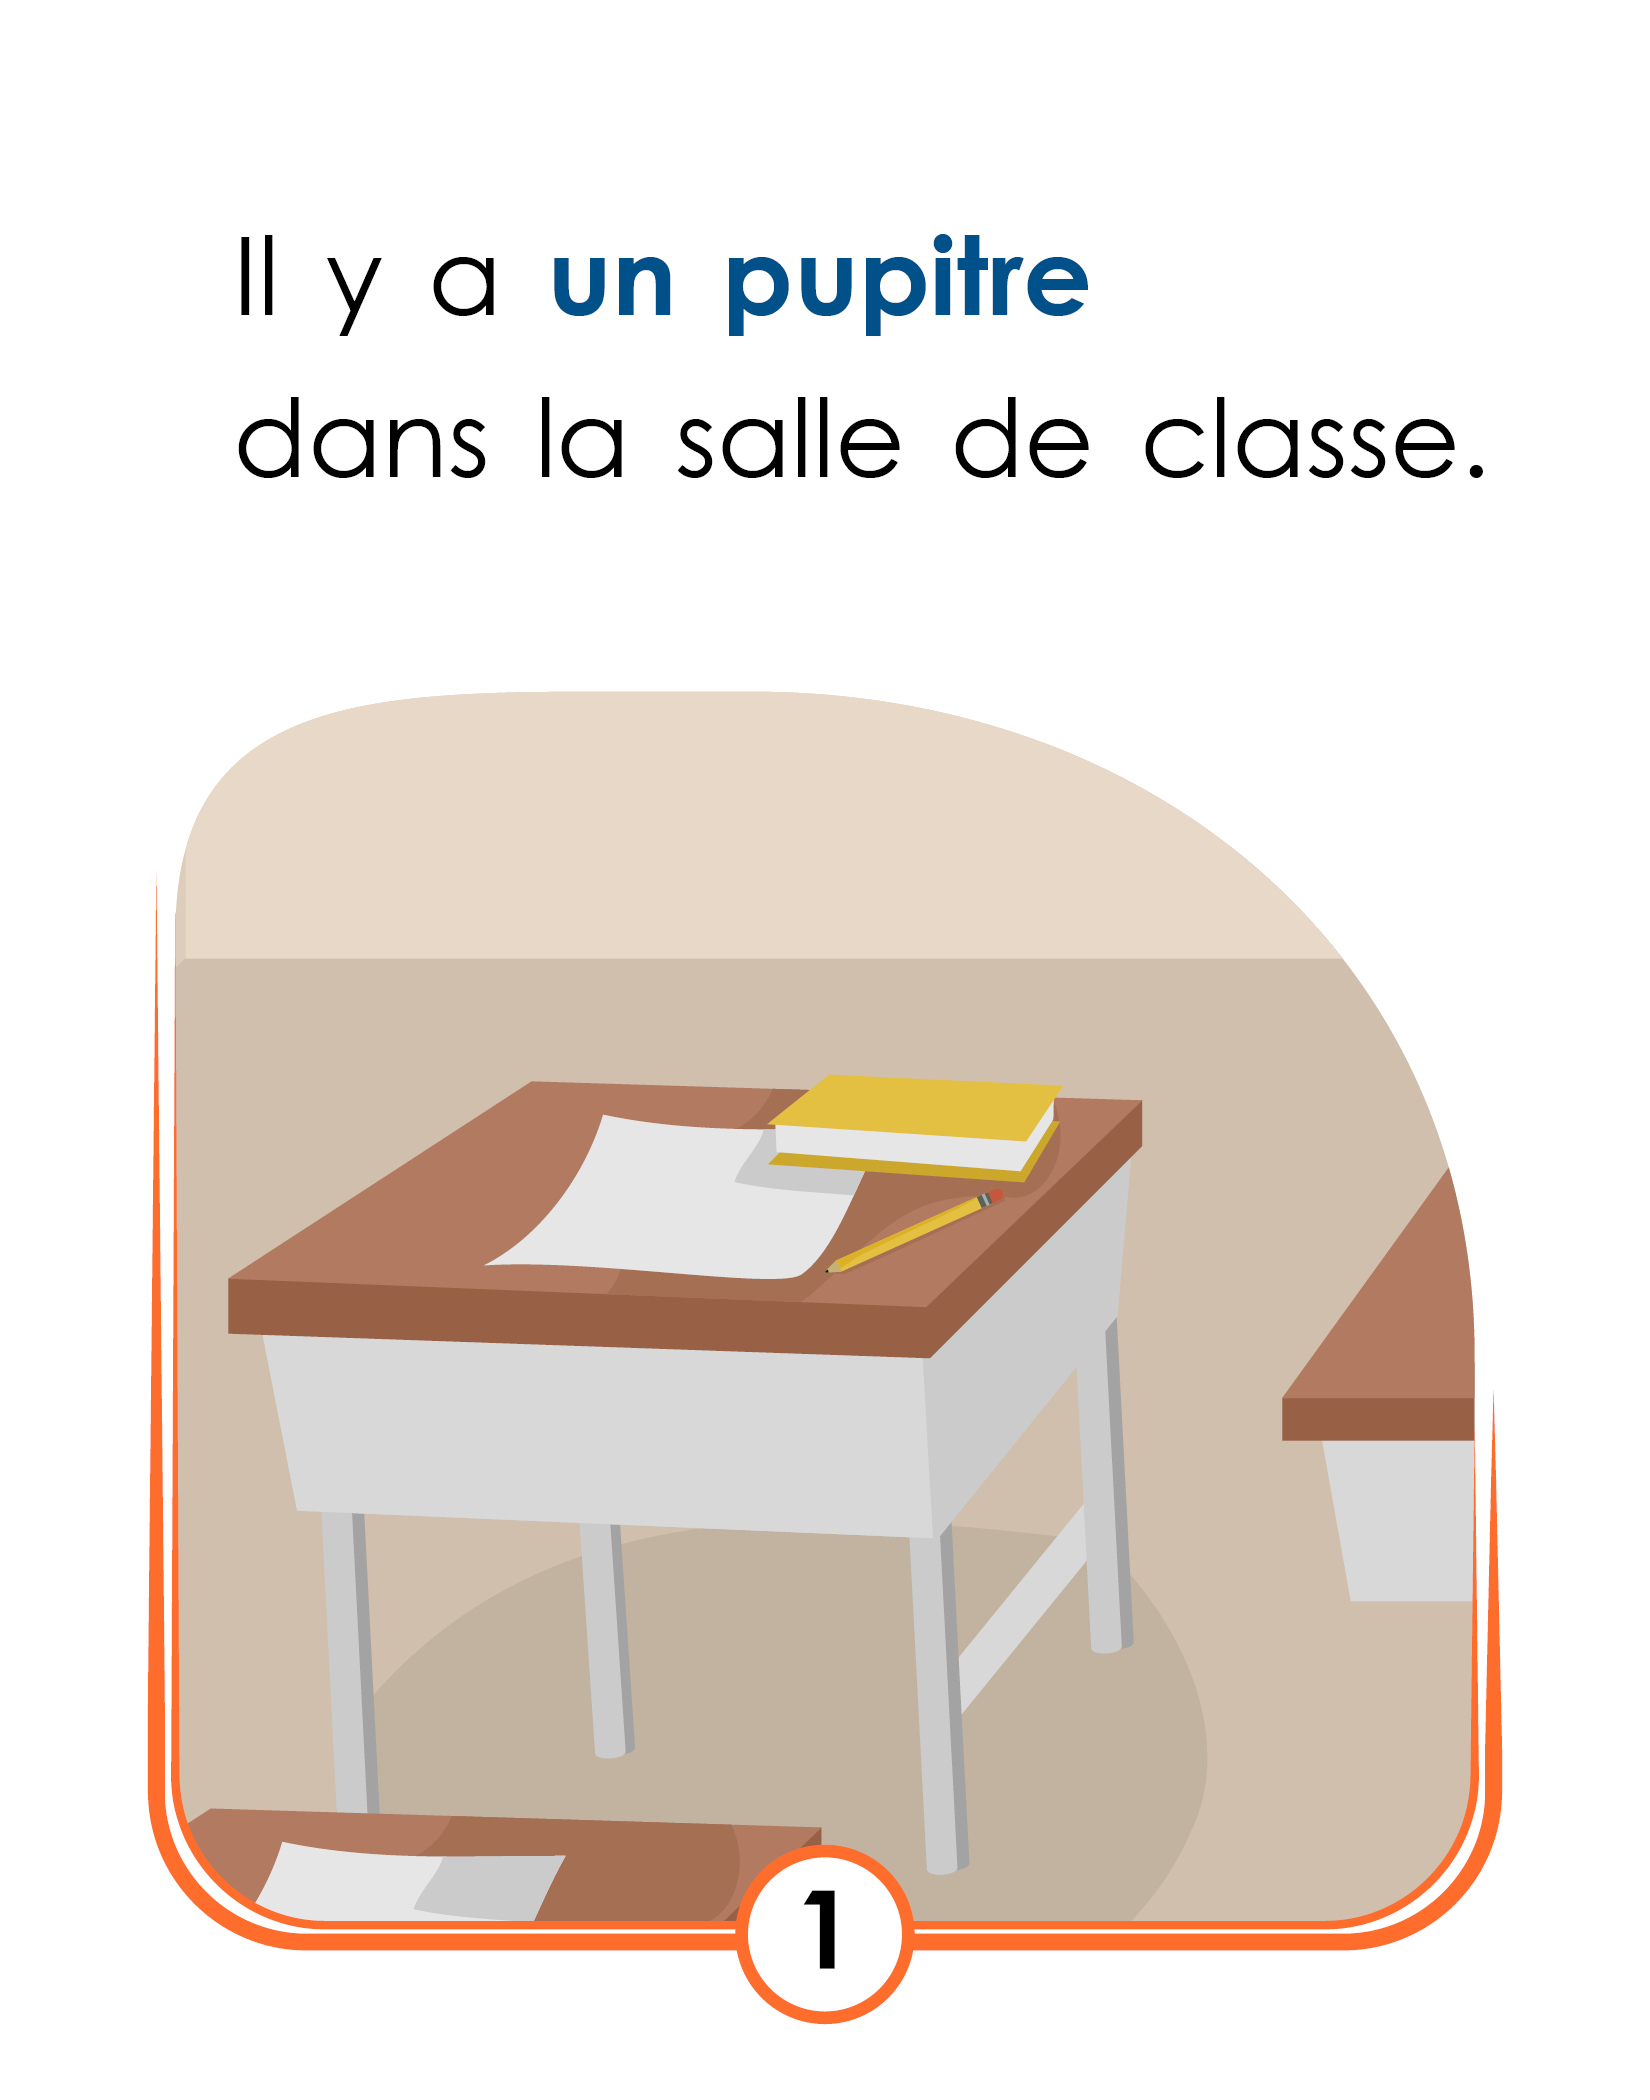 Il y a un pupitre
dans la salle de classe.
1